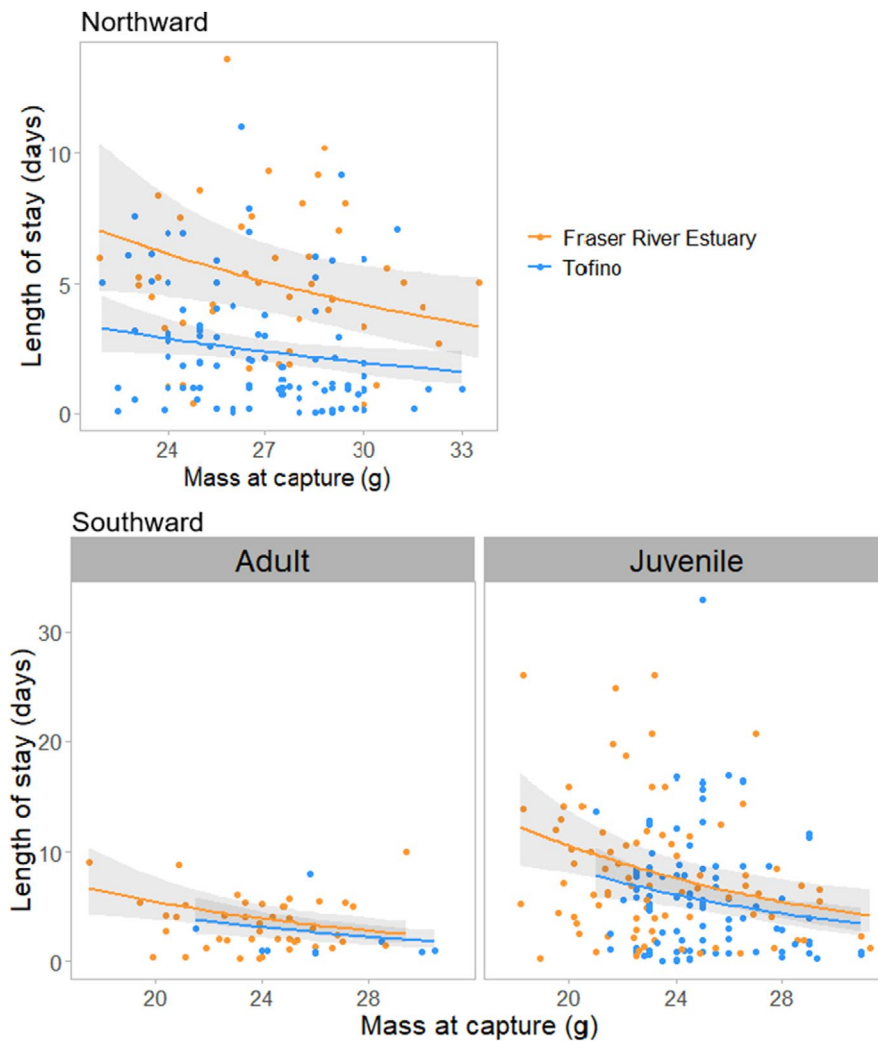 Northward
Length of stay (days)
10
5
0
24 27 30 33
Mass at capture (g)
Fraser River Estuary
Tofino
Southward
Adult Juvenile
Length of stay (days)
30
20
10
0
20 24 28 20 24 28
Mass at capture (g)